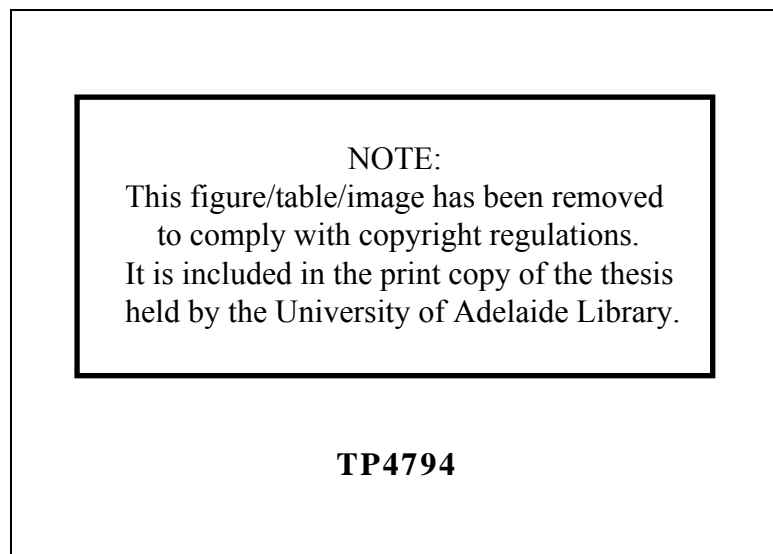 NOTE:
This figure/table/image has been removed
to comply with copyright regulations.
It is included in the print copy of the thesis
held by the University of Adelaide Library.
TP4794